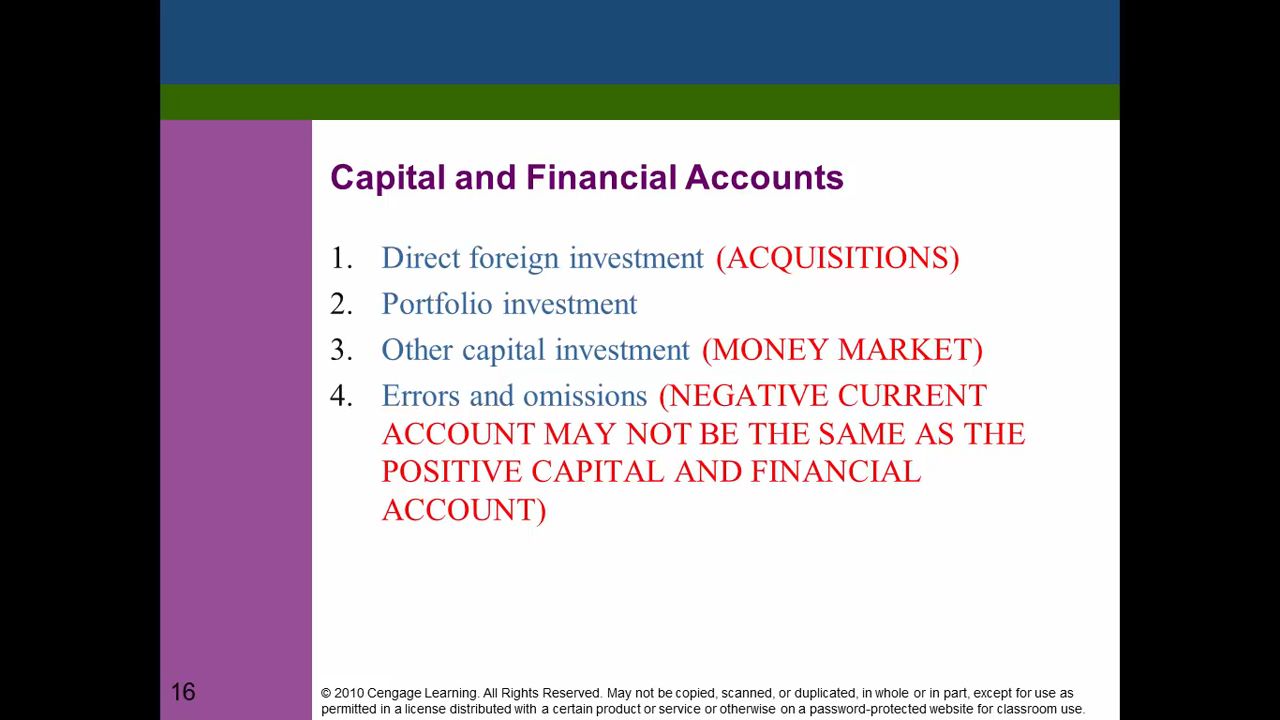 Capital and Financial Accounts
1. Direct foreign investment (ACQUISITIONS)
2. Portfolio investment
3. Other capital investment (MONEY MARKET)
4. Errors and omissions (NEGATIVE CURRENT
ACCOUNT MAY NOT BE THE SAME AS THE
POSITIVE CAPITAL AND FINANCIAL
ACCOUNT)
16
© 2010 Cengage Learning. All Rights Reserved. May not be copied, scanned, or duplicated, in whole or in part, except for use as
permitted in a license distributed with a certain product or service or otherwise on a password-protected website for classroom use.